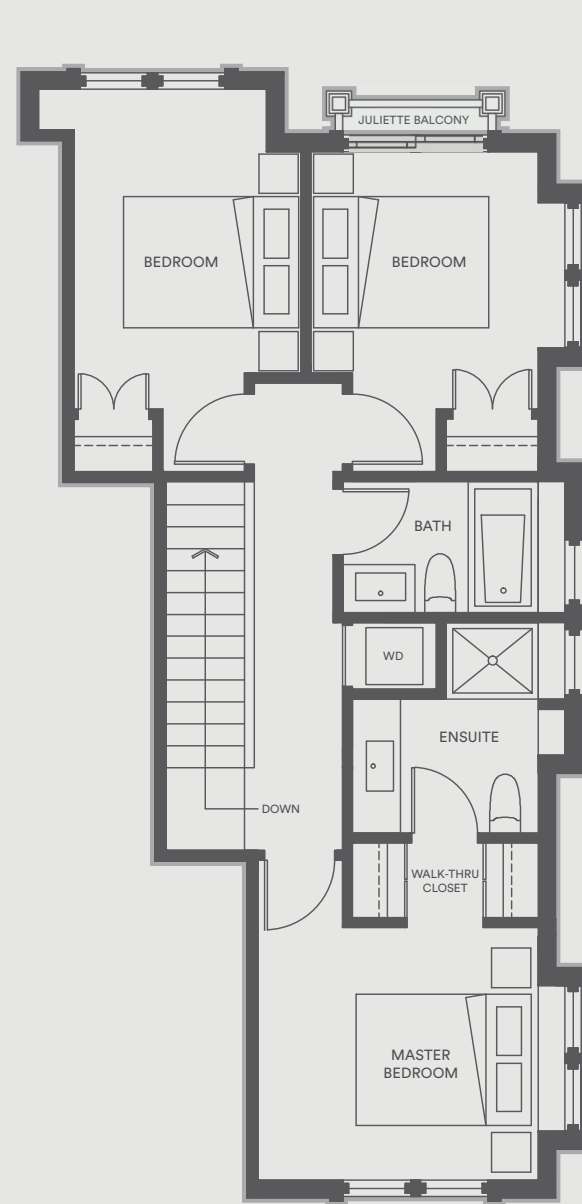 JULIETTE BALCONY
BEDROOM
BEDROOM
BATH
WD
ENSUITE
DOWN
WALK-THRU
CLOSET
MASTER
BEDROOM